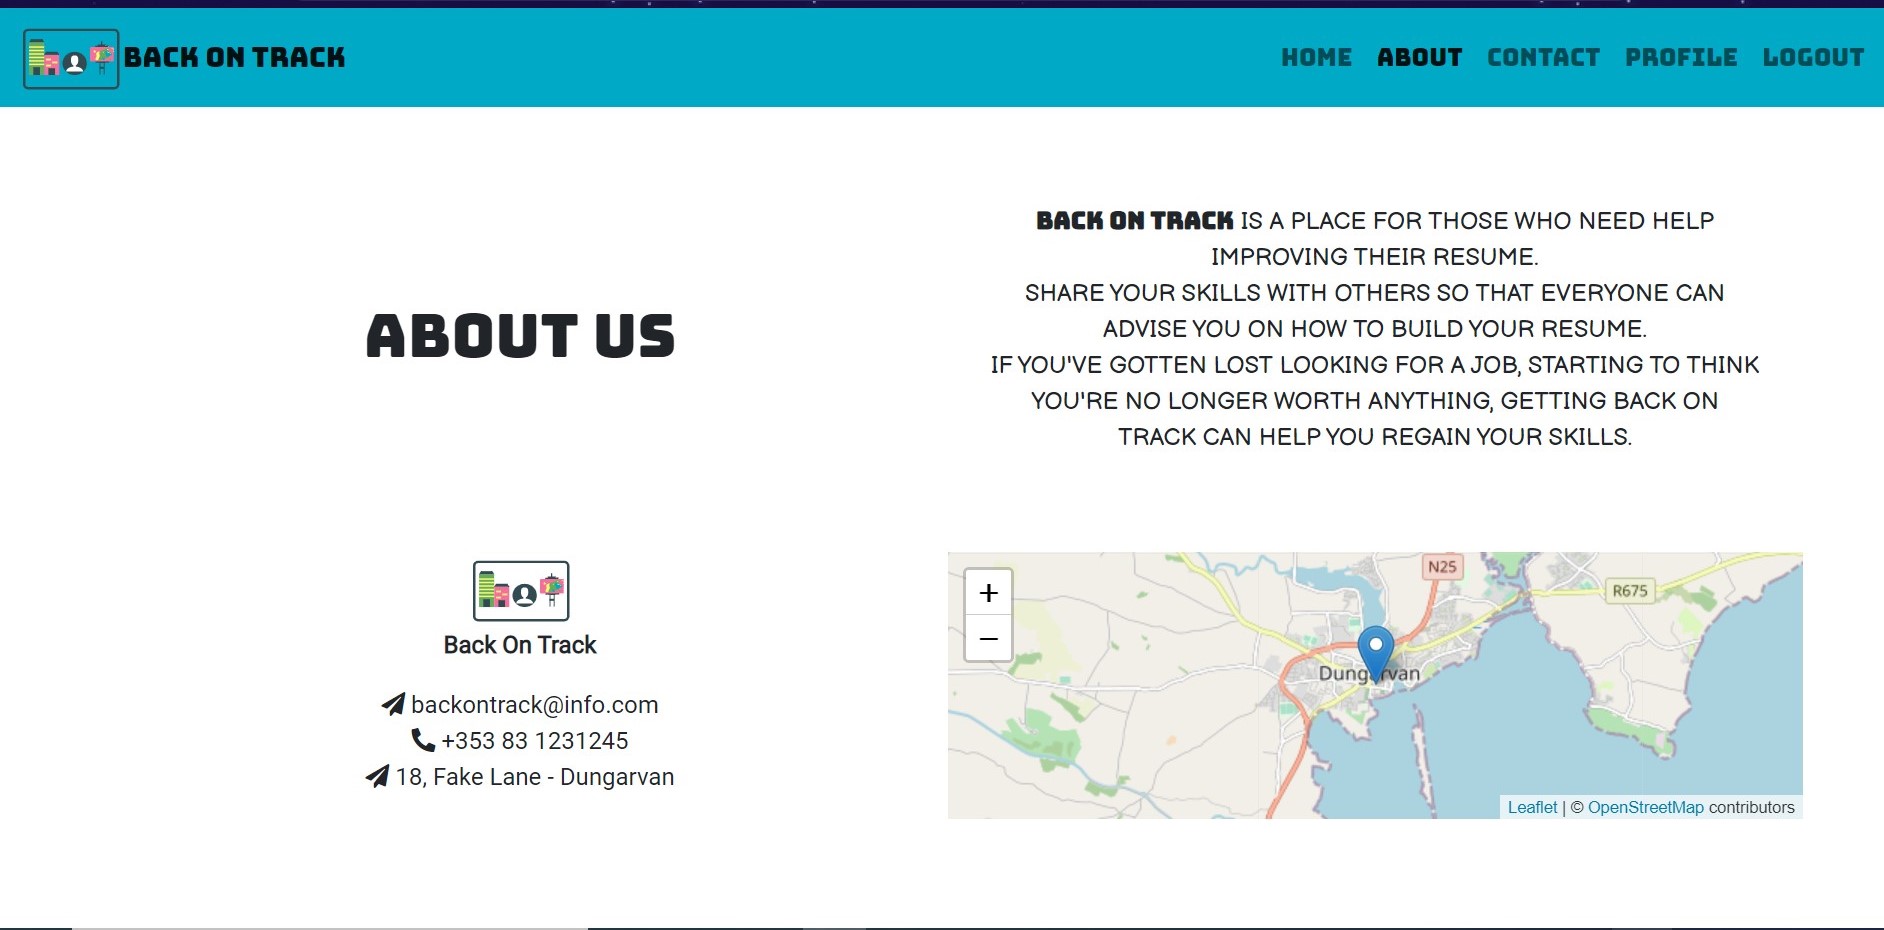 BACK ON TRACK
HOME ABOUT CONTACT PROFILE LOGOUT
ABOUT US
BACK ON TRACK IS A PLACE FOR THOSE WHO NEED HELP
IMPROVING THEIR RESUME.
SHARE YOUR SKILLS WITH OTHERS SO THAT EVERYONE CAN
ADVISE YOU ON HOW TO BUILD YOUR RESUME.
IF YOU'VE GOTTEN LOST LOOKING FOR A JOB, STARTING TO THINK
YOU'RE NO LONGER WORTH ANYTHING, GETTING BACK ON
TRACK CAN HELP YOU REGAIN YOUR SKILLS.
Back On Track
backontrack@info.com
+353 83 1231245
18, Fake Lane - Dungarvan
+
−
N25
R675
Dungarvan
Leaflet | © OpenStreetMap contributors